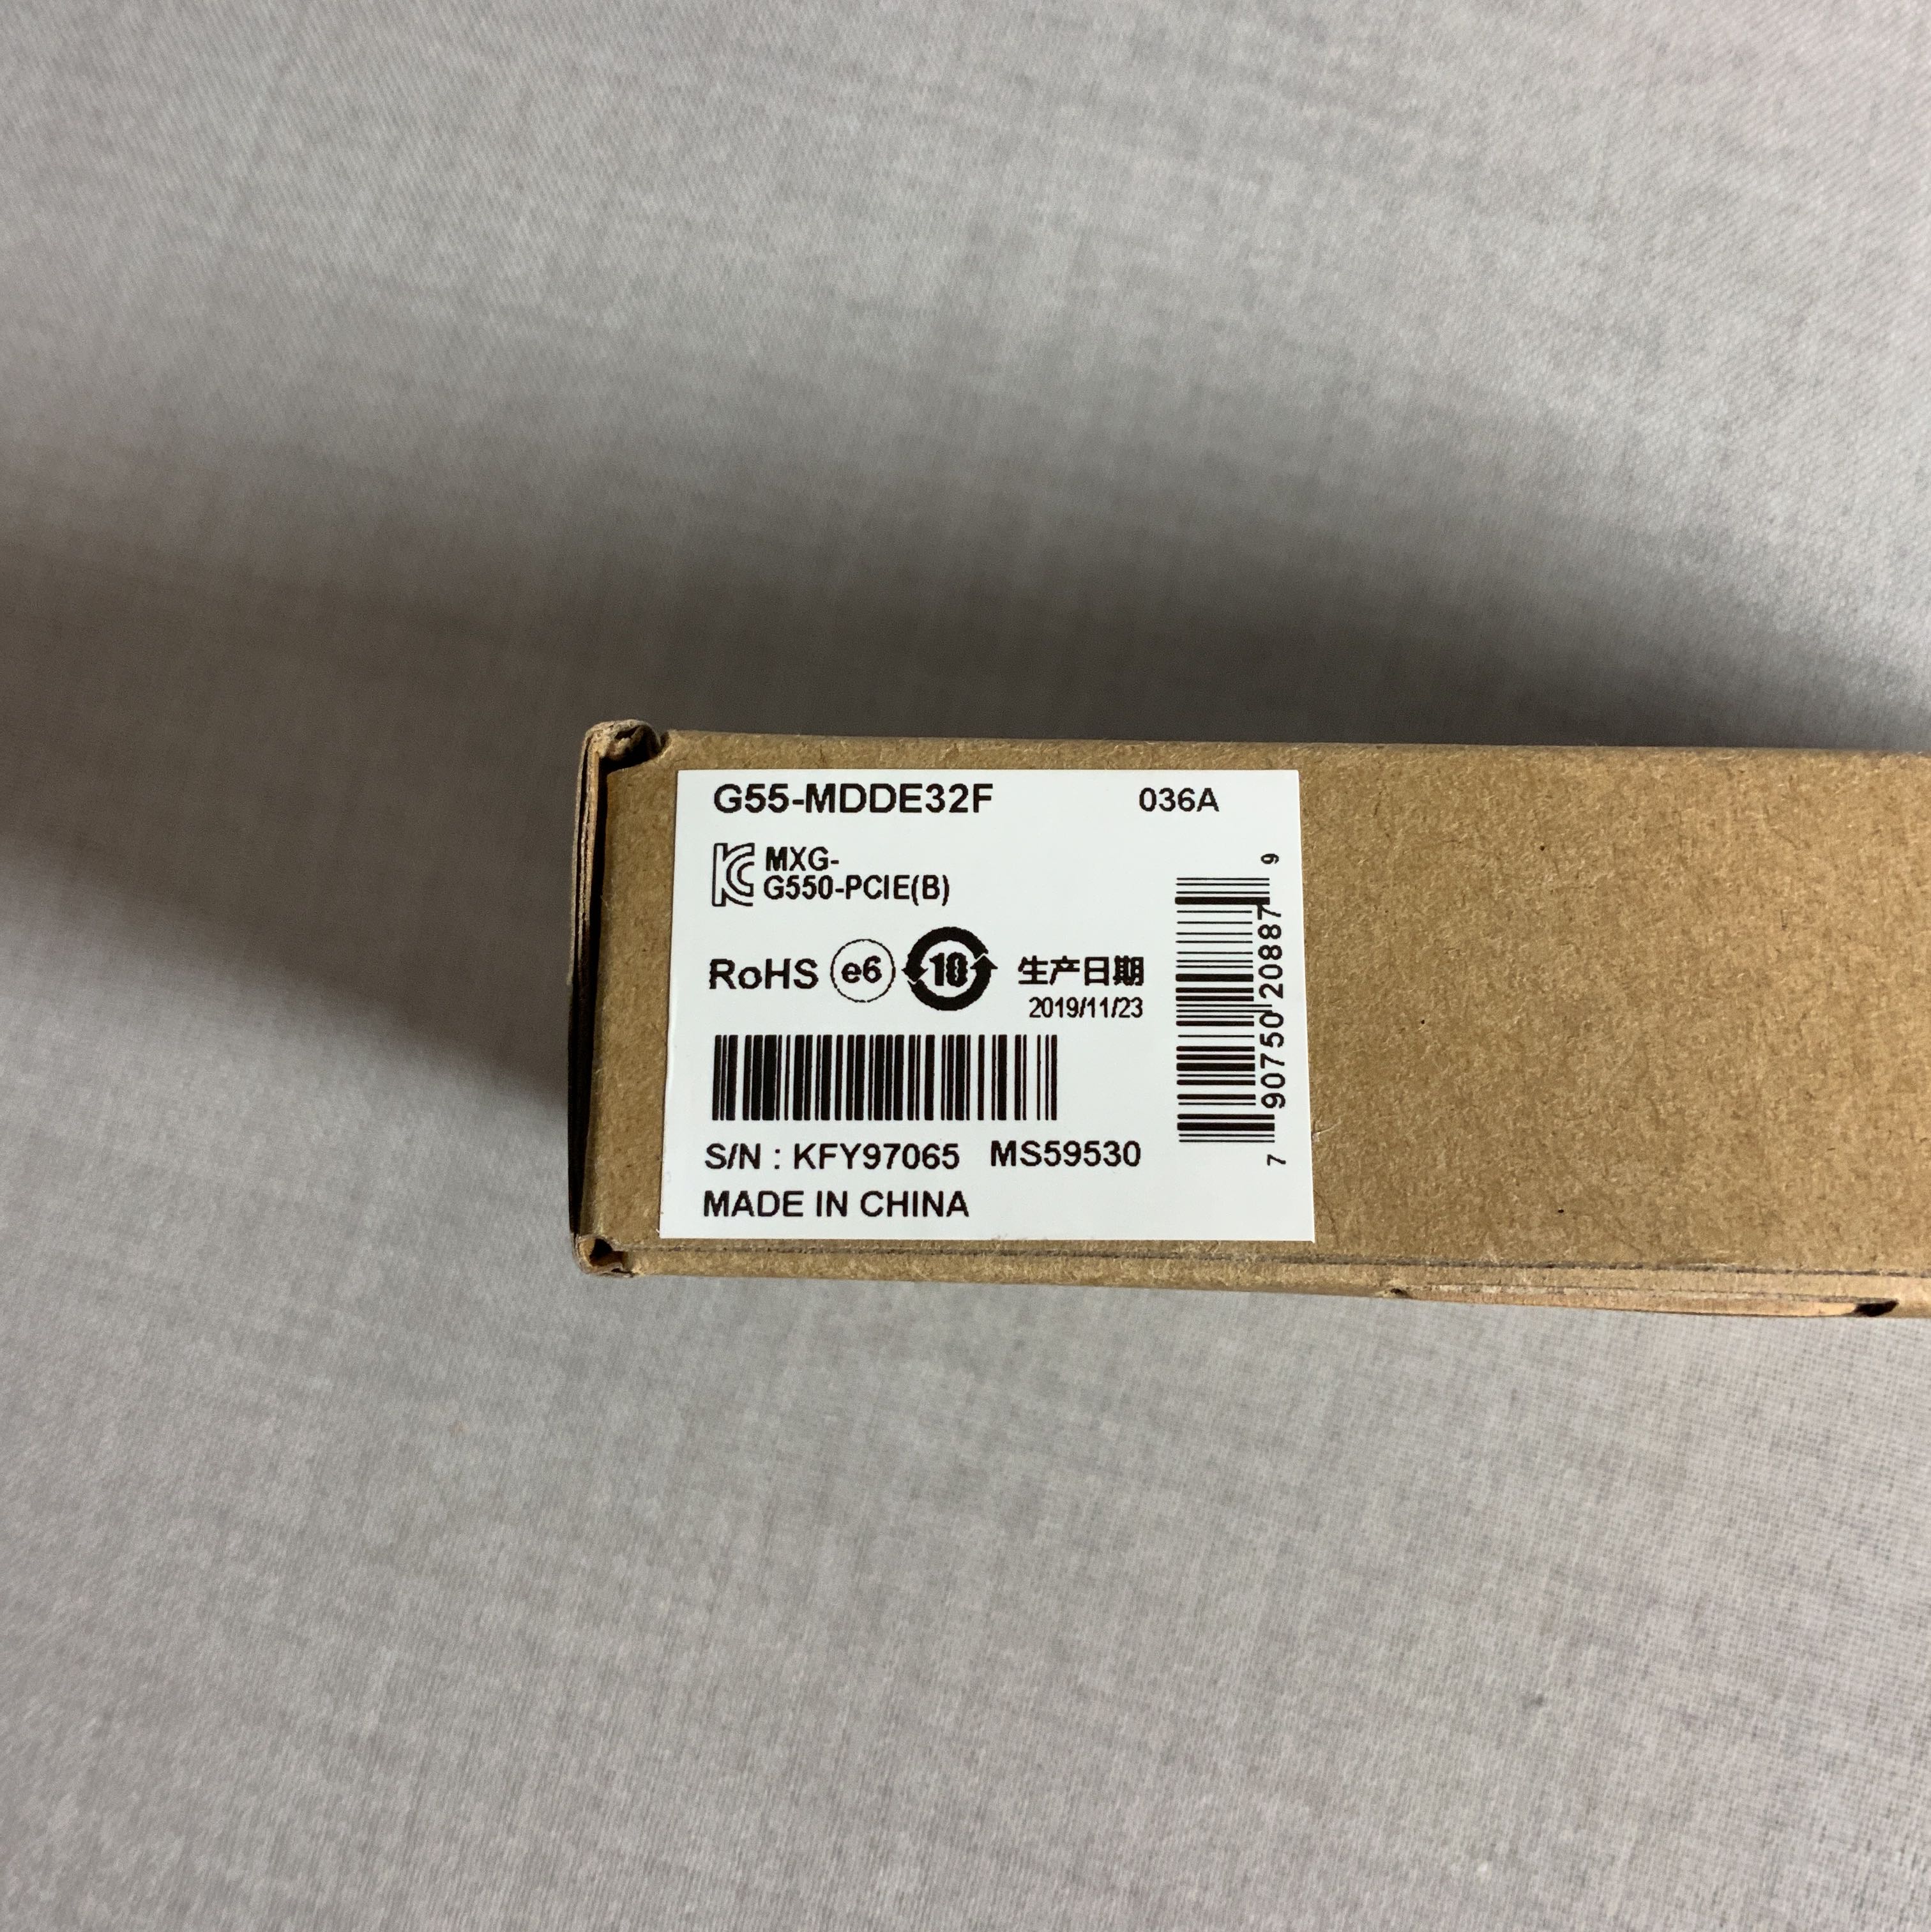 G55-MDDE32F 036A
MXG-
G550-PCIE(B)
RoHS e6 10 生产日期
2019/11/23
S/N : KFY97065 MS59530
MADE IN CHINA
7 90750 20887 9